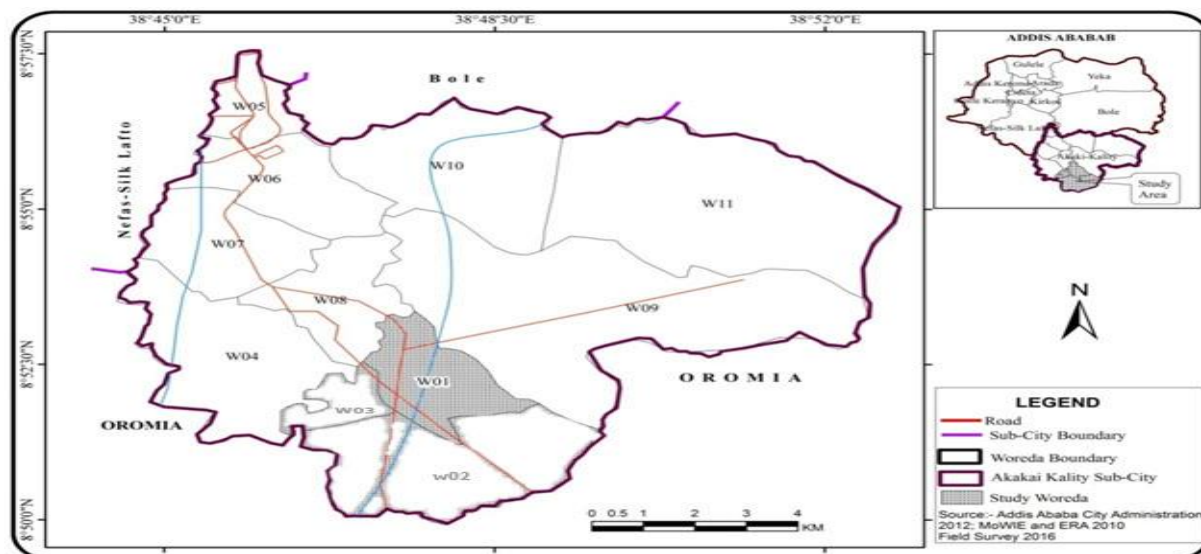 38°45'0"E
38°48'30"E
38°52'0"E
8°57'30"N
8°55'0"N
8°52'30"N
8°50'0"N
Bole
Nefas-Silk Lafto
W05
W10
W06
W11
W07
W08
W09
W04
W01
W03
W02
OROMIA
OROMIA
ADDIS ABABAB
Gulele
Yeka
Kirkos
Bole
Akaki-Kality
Study
Area
N
0 0.5 1 2 3 4
KM
LEGEND
Road
Sub-City Boundary
Woreda Boundary
Akakai Kality Sub-City
Study Woreda
Source:- Addis Ababa City Administration
2012; MoWIE and ERA 2010
Field Survey 2016